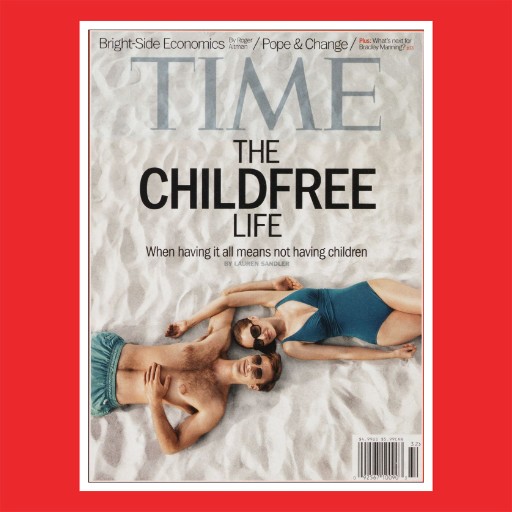 Bright-Side Economics By Roger Altman / Pope & Change / Plus: What's next for Bradley Manning?
TIME
THE
CHILDFREE
LIFE
When having it all means not having children
BY LAUREN SANDLER